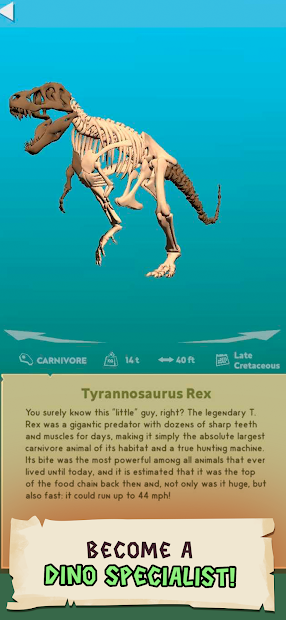 CARNIVORE
14 t
40 ft
Late
Cretaceous
Tyrannosaurus Rex
You surely know this "little" guy, right? The legendary T.
Rex was a gigantic predator with dozens of sharp teeth
and muscles for days, making it simply the absolute largest
carnivore animal of its habitat and a true hunting machine.
Its bite was the most powerful among all animals that ever
lived until today, and it is estimated that it was the top
of the food chain back then and, not only was it huge, but
also fast: it could run up to 44 mph!
BECOME A
DINO SPECIALIST!